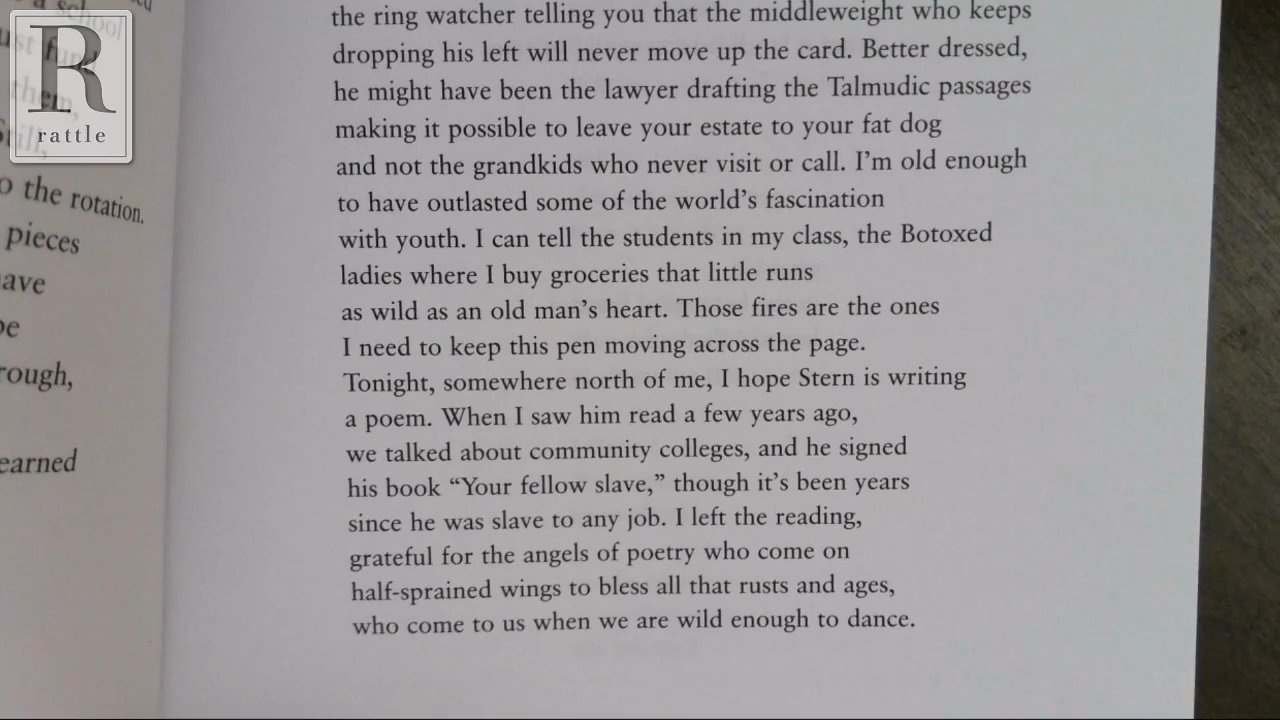 school
R
rattle
o the rotation.
pieces
ave
rough,
earned
the ring watcher telling you that the middleweight who keeps
dropping his left will never move up the card. Better dressed,
he might have been the lawyer drafting the Talmudic passages
making it possible to leave your estate to your fat dog
and not the grandkids who never visit or call. I'm old enough
to have outlasted some of the world's fascination
with youth. I can tell the students in my class, the Botoxed
ladies where I buy groceries that little runs
as wild as an old man's heart. Those fires are the ones
I need to keep this pen moving across the page.
Tonight, somewhere north of me, I hope Stern is writing
a poem. When I saw him read a few years ago,
we talked about community colleges, and he signed
his book “Your fellow slave,” though it's been years
since he was slave to any job. I left the reading,
grateful for the angels of poetry who come on
half-sprained wings to bless all that rusts and ages,
who come to us when we are wild enough to dance.